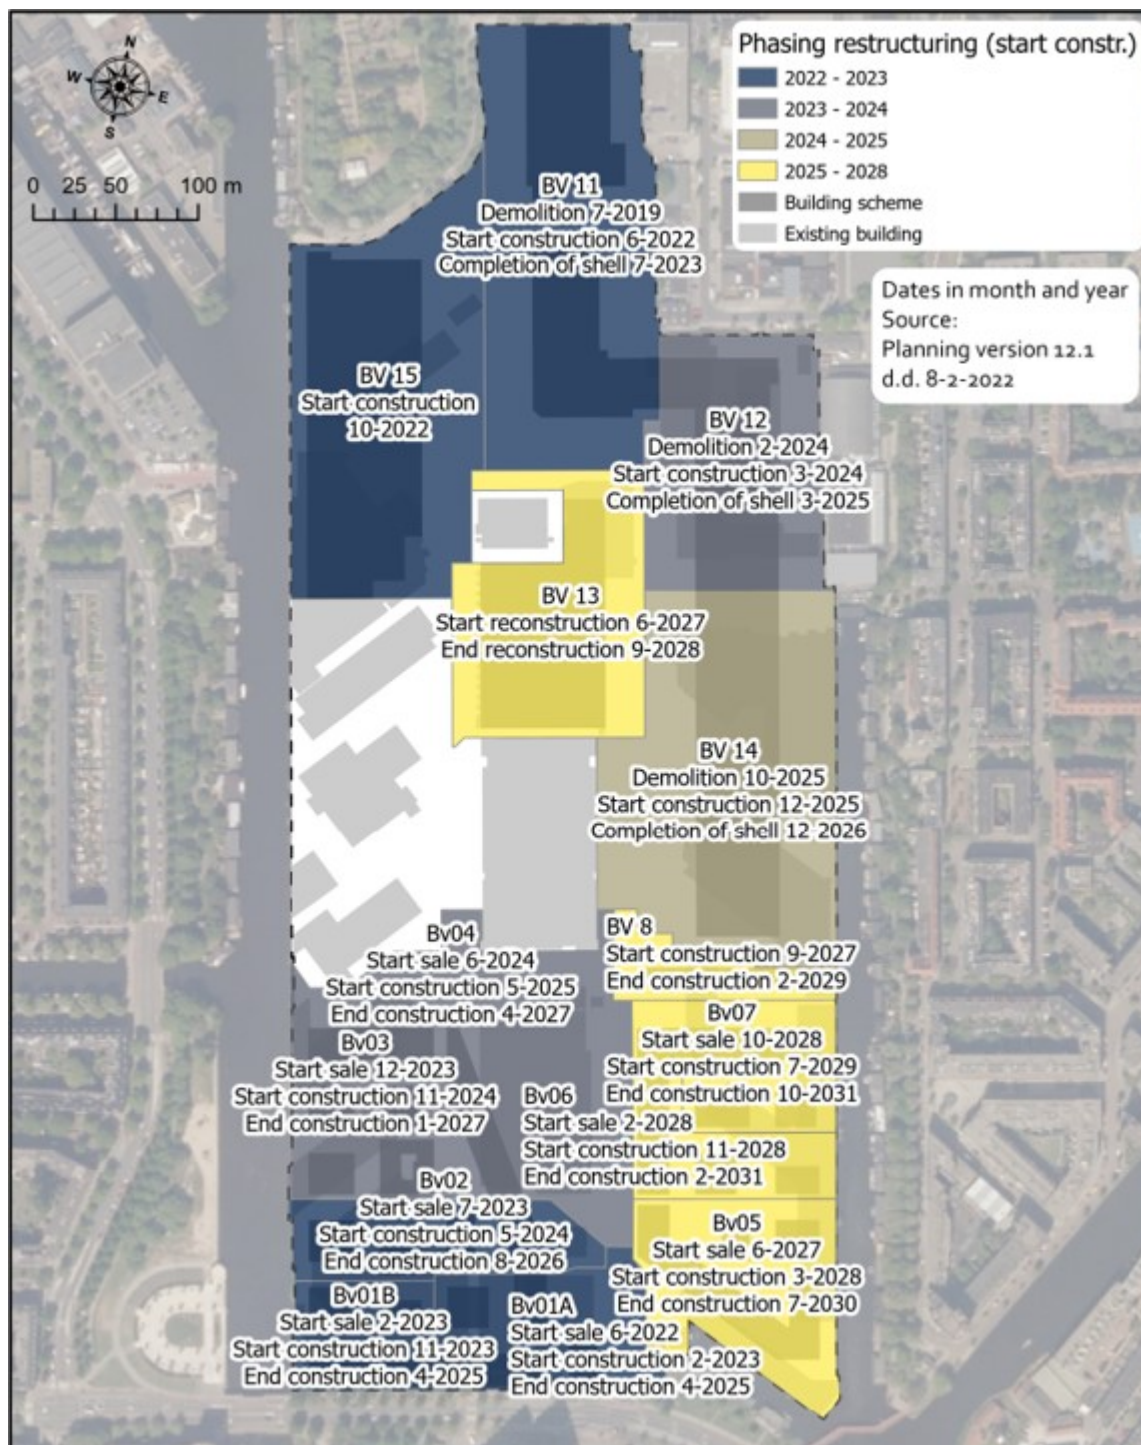 N
W
E
S
0 25 50 100 m
Phasing restructuring (start constr.)
2022 - 2023
2023 - 2024
2024 - 2025
2025 - 2028
Building scheme
Existing building
Dates in month and year
Source:
Planning version 12.1
d.d. 8-2-2022
BV 11
Demolition 7-2019
Start construction 6-2022
Completion of shell 7-2023
BV 15
Start construction
10-2022
BV 12
Demolition 2-2024
Start construction 3-2024
Completion of shell 3-2025
BV 13
Start reconstruction 6-2027
End reconstruction 9-2028
BV 14
Demolition 10-2025
Start construction 12-2025
Completion of shell 12-2026
Bv04
Start sale 6-2024
Start construction 5-2025
End construction 4-2027
BV 8
Start construction 9-2027
End construction 2-2029
Bv03
Start sale 12-2023
Start construction 11-2024
End construction 1-2027
Bv07
Start sale 10-2028
Start construction 7-2029
End construction 10-2031
Bv06
Start sale 2-2028
Start construction 11-2028
End construction 2-2031
Bv02
Start sale 7-2023
Start construction 5-2024
End construction 8-2026
Bv05
Start sale 6-2027
Start construction 3-2028
End construction 7-2030
Bv01B
Start sale 2-2023
Start construction 11-2023
End construction 4-2025
Bv01A
Start sale 6-2022
Start construction 2-2023
End construction 4-2025